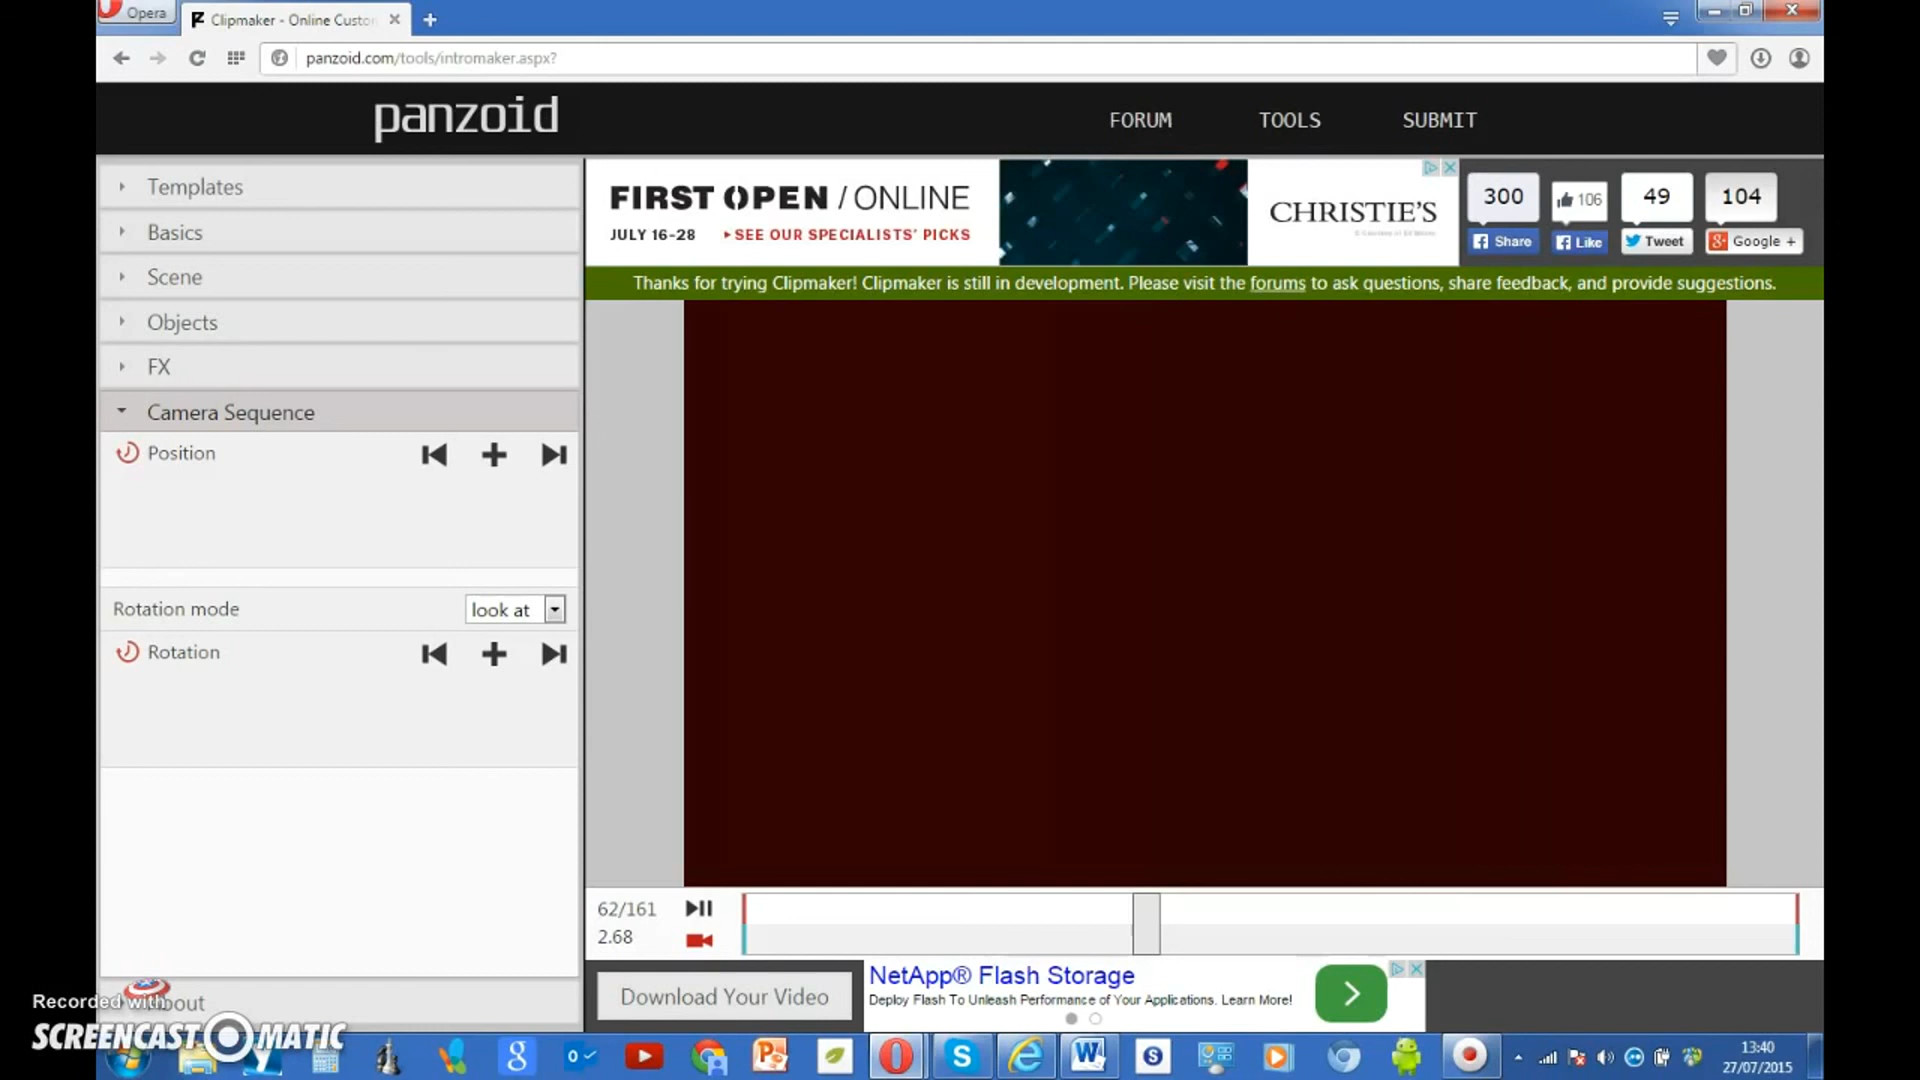 Opera
Clipmaker - Online Custo
panzoid.com/tools/intromaker.aspx?
panzoid
FORUM TOOLS SUBMIT
Templates
Basics
Scene
Objects
FX
Camera Sequence
Position
Rotation mode look at
Rotation
FIRST OPEN / ONLINE
JULY 16-28 SEE OUR SPECIALISTS' PICKS
CHRISTIE'S
300 106 49 104
Share Like Tweet Google +
Thanks for trying Clipmaker! Clipmaker is still in development. Please visit the forums to ask questions, share feedback, and provide suggestions.
62/161
2.68
Download Your Video
NetApp® Flash Storage
Deploy Flash To Unleash Performance of Your Applications. Learn More!
About
Recorded with
SCREENCAST MATIC
13:40
27/07/2015